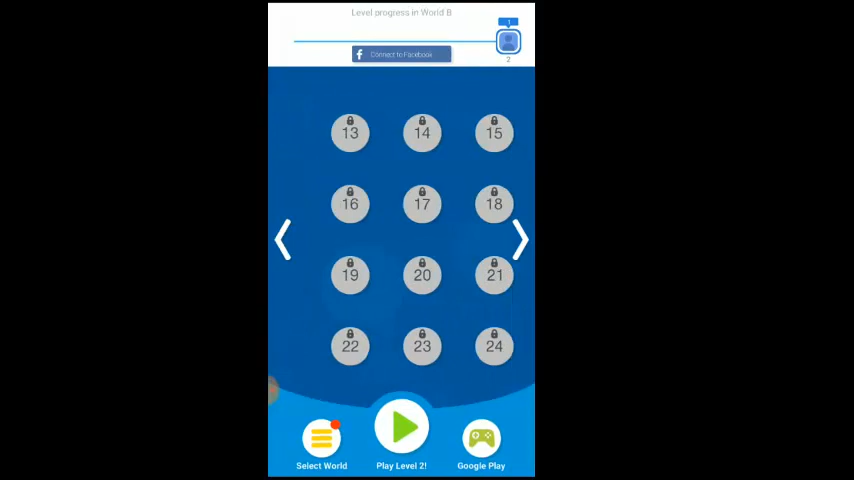 Level progress in World B
1
f Connect to Facebook
2
13 14 15
16 17 18
19 20 21
22 23 24
Select World Play Level 2! Google Play